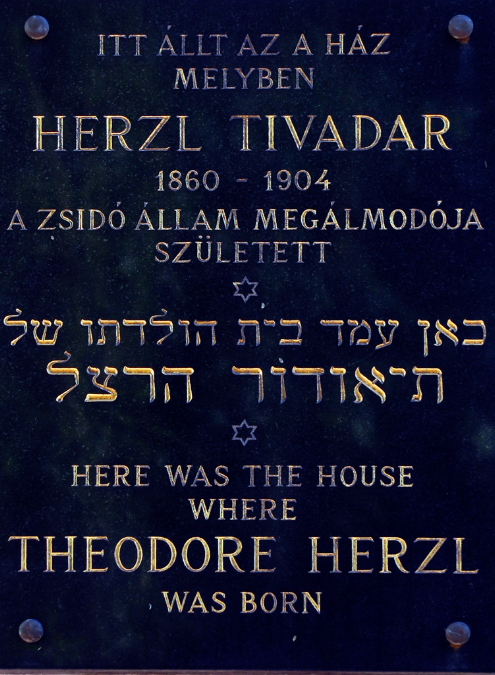 ITT ÁLLT AZ A HÁZ
MELYBEN
HERZL TIVADAR
1860 - 1904
A ZSIDÓ ÁLLAM MEGÁLMODÓJA
SZÜLETETT
כאן עמד בית הולדתו של
תיאודור הרצל
HERE WAS THE HOUSE
WHERE
THEODORE HERZL
WAS BORN